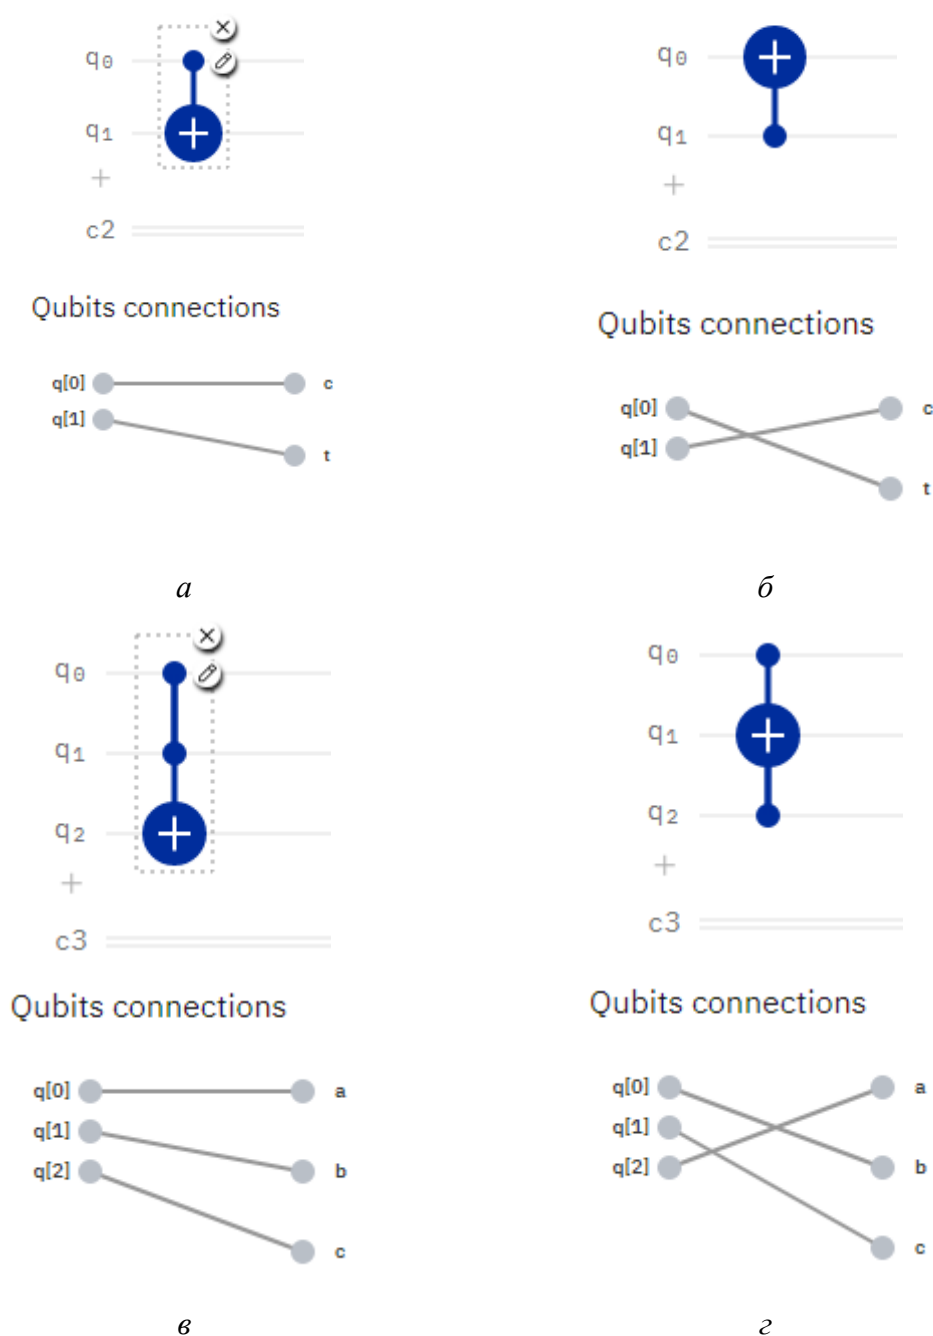 q0
q1
+
c2
Qubits connections
q[0] c
q[1]
t
а
q0
q1
+
c2
Qubits connections
q[0] c
q[1]
t
б
q0
q1
q2
+
c3
Qubits connections
q[0] a
q[1]
q[2] b
c
в
q0
q1
q2
+
c3
Qubits connections
q[0] a
q[1]
q[2] b
c
г